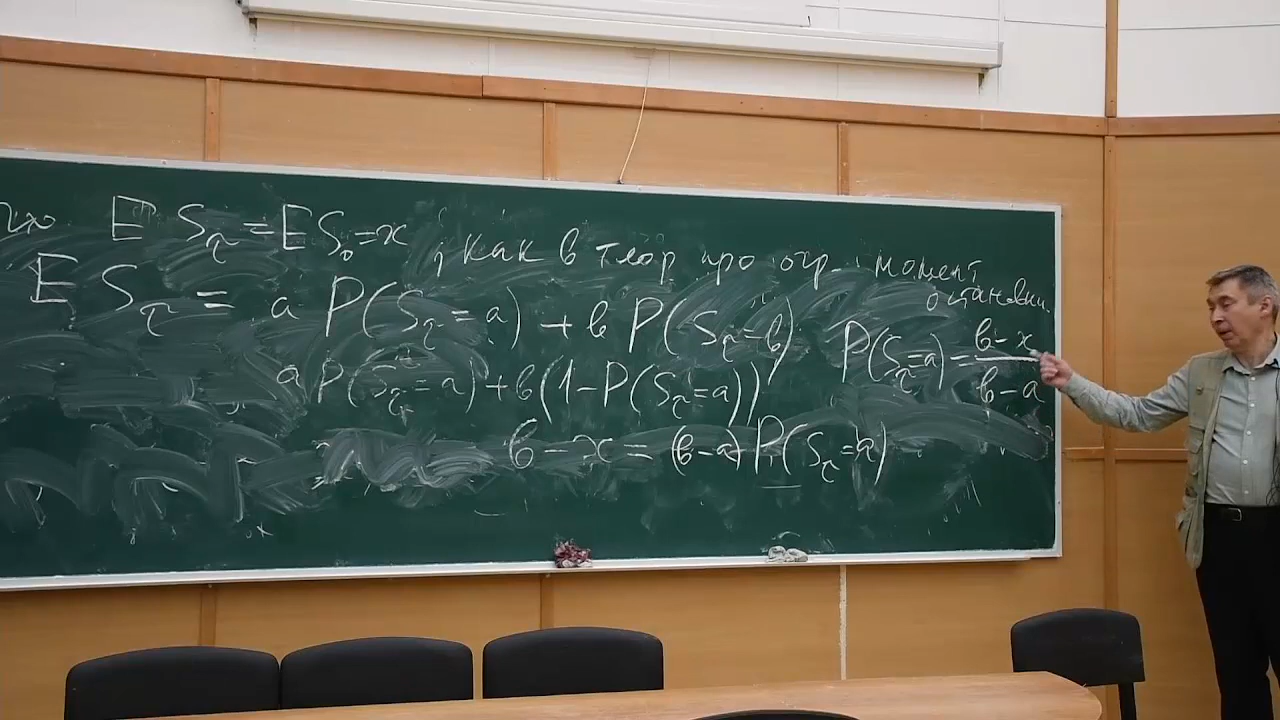 E S_τ = E S_0 = x, как в теор про огр. момент
остановки
E S_τ = a P(S_τ = a) + b P(S_τ = b)
a P(S_τ = a) + b(1 - P(S_τ = a))
P(S_τ = a) = (b - x)/(b - a)
b - x = (b - a) P(S_τ = a)